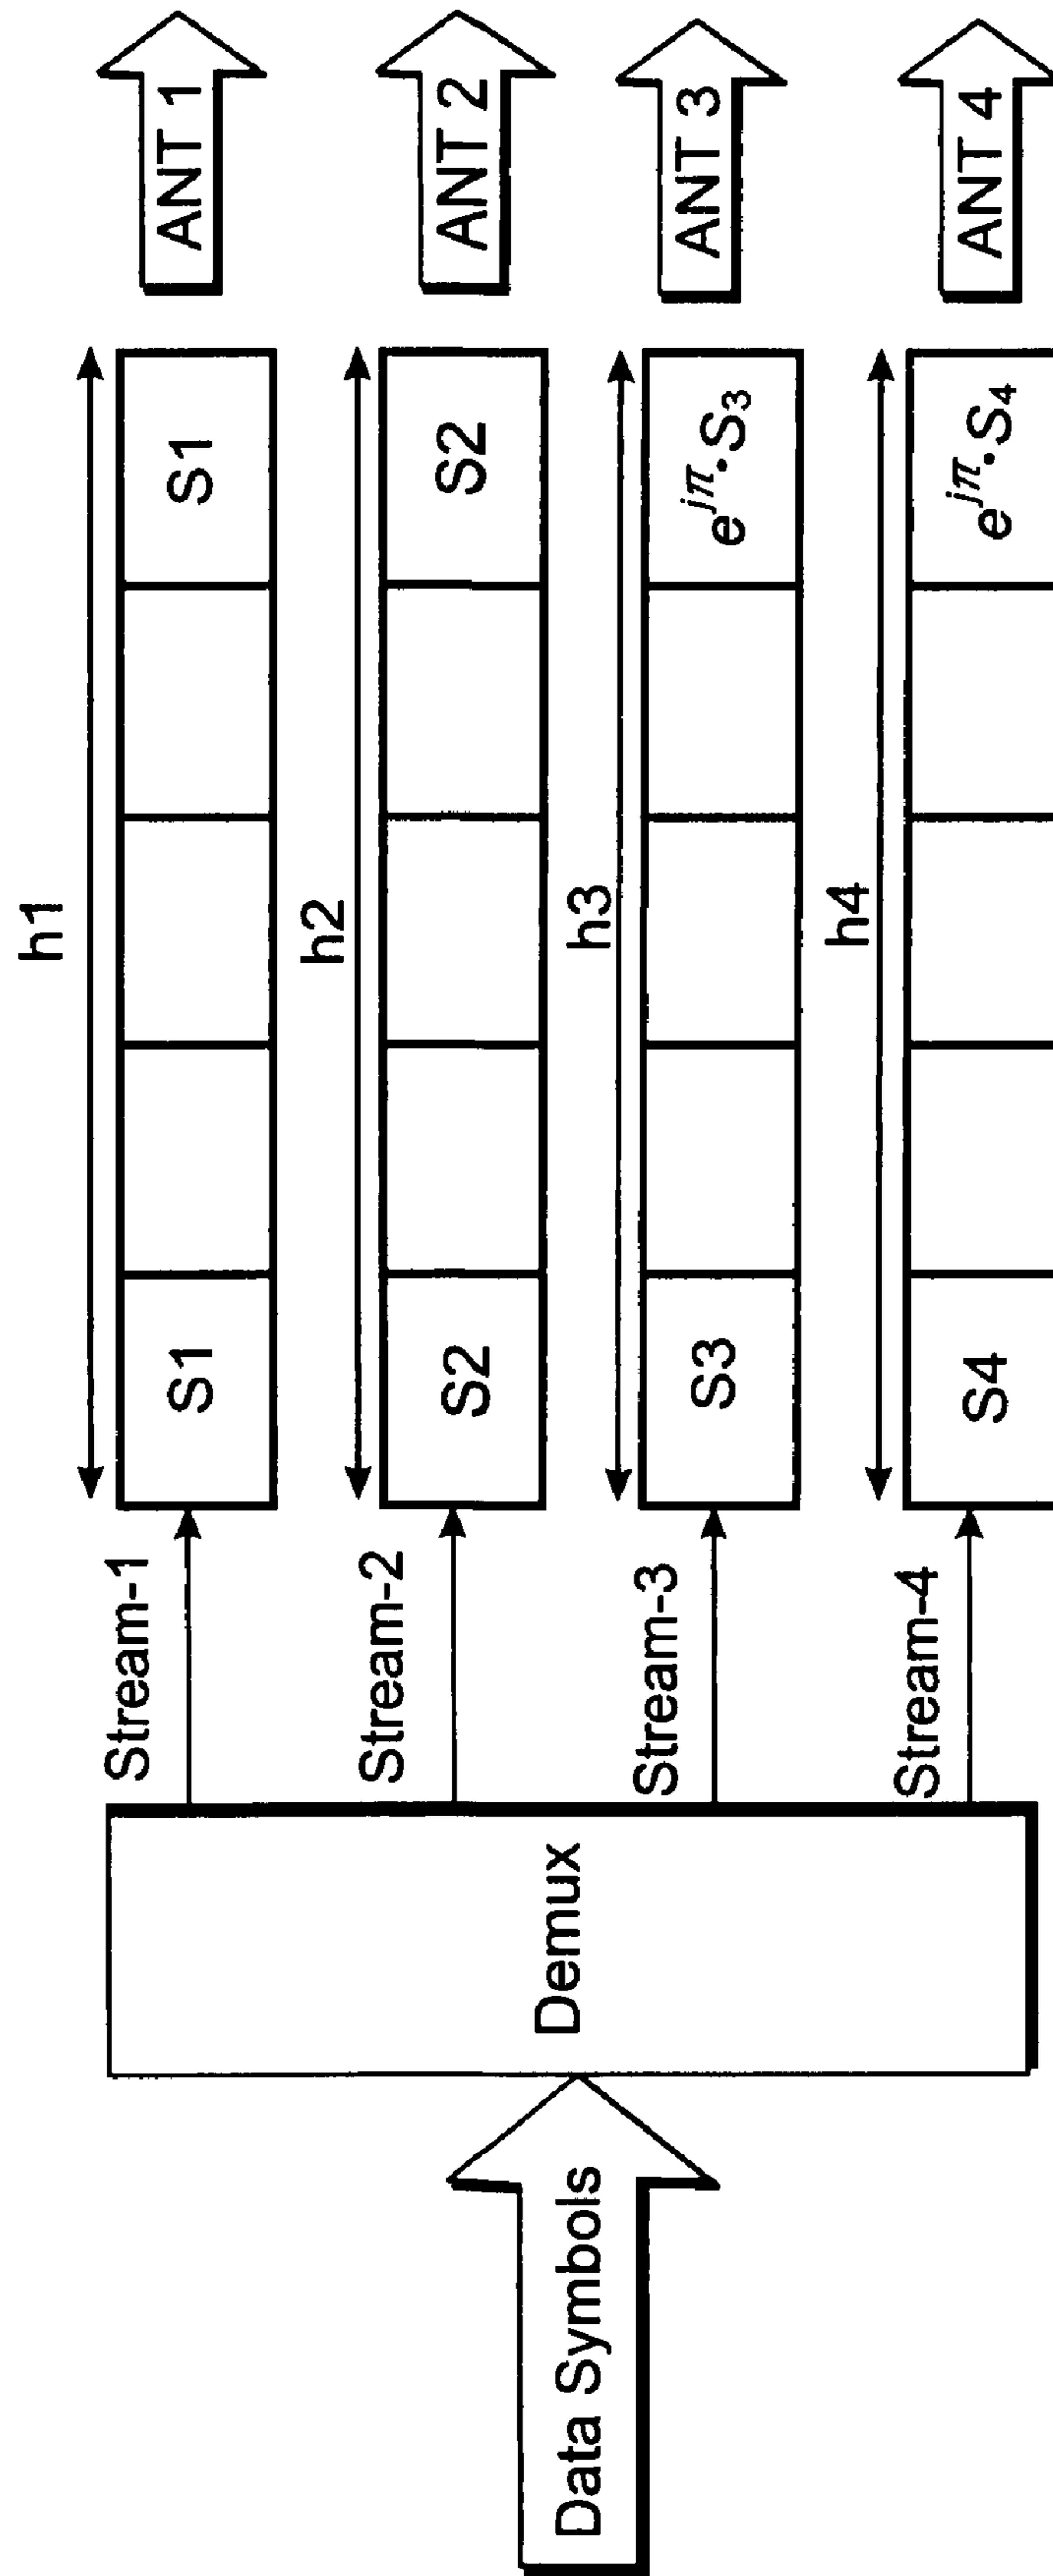 Data Symbols
Demux
Stream-1
h1
S1
S1
ANT 1
Stream-2
h2
S2
S2
ANT 2
Stream-3
h3
S3
e^{jπ}·S₃
ANT 3
Stream-4
h4
S4
e^{jπ}·S₄
ANT 4